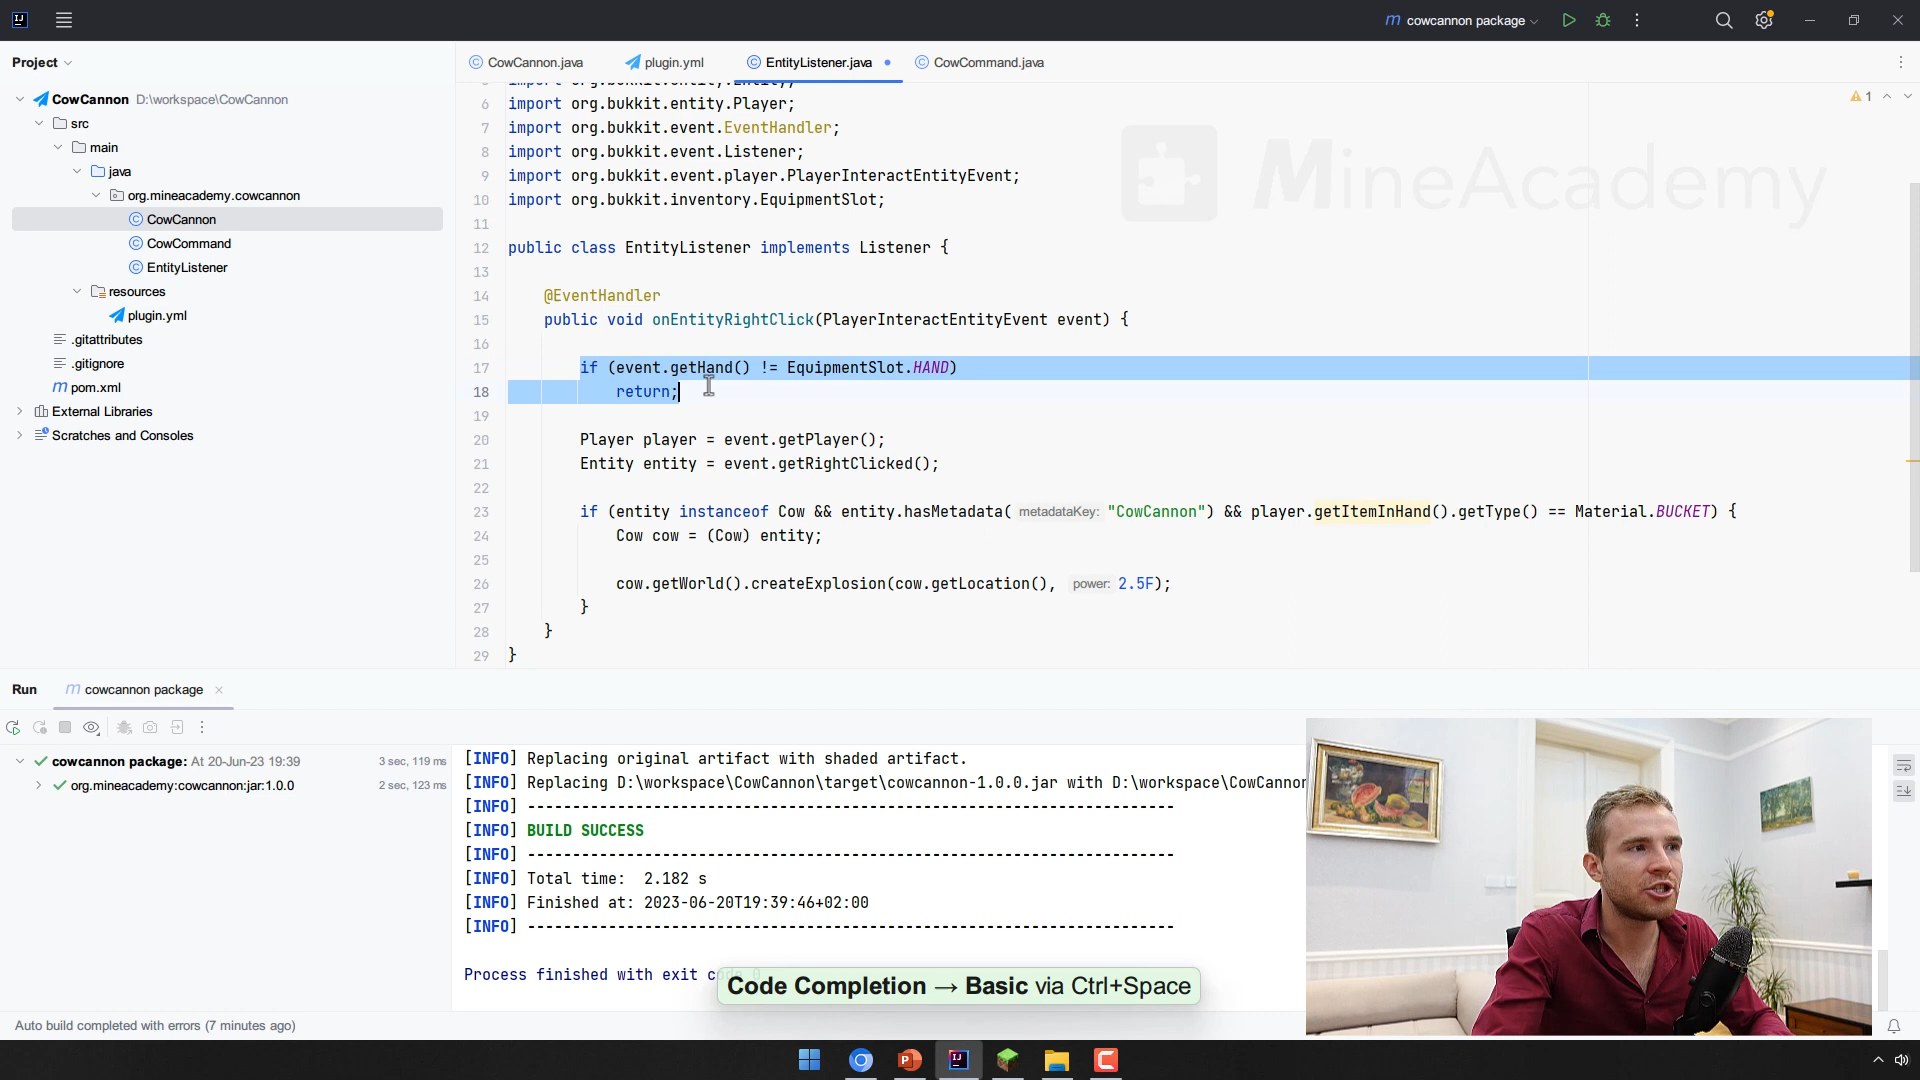 cowcannon package
Project
CowCannon.java
plugin.yml
EntityListener.java
CowCommand.java
CowCannon D:\workspace\CowCannon
src
main
java
org.mineacademy.cowcannon
CowCannon
CowCommand
EntityListener
resources
plugin.yml
.gitattributes
.gitignore
pom.xml
External Libraries
Scratches and Consoles
1
MineAcademy
6 import org.bukkit.entity.Player;
7 import org.bukkit.event.EventHandler;
8 import org.bukkit.event.Listener;
9 import org.bukkit.event.player.PlayerInteractEntityEvent;
10 import org.bukkit.inventory.EquipmentSlot;
11
12 public class EntityListener implements Listener {
13
14 @EventHandler
15 public void onEntityRightClick(PlayerInteractEntityEvent event) {
16
17 if (event.getHand() != EquipmentSlot.HAND)
18 return;
19
20 Player player = event.getPlayer();
21 Entity entity = event.getRightClicked();
22
23 if (entity instanceof Cow && entity.hasMetadata( metadataKey: "CowCannon") && player.getItemInHand().getType() == Material.BUCKET) {
24 Cow cow = (Cow) entity;
25
26 cow.getWorld().createExplosion(cow.getLocation(), power: 2.5F);
27 }
28 }
29 }
Run
cowcannon package
cowcannon package: At 20-Jun-23 19:39 3 sec, 119 ms
org.mineacademy:cowcannon:jar:1.0.0 2 sec, 123 ms
[INFO] Replacing original artifact with shaded artifact.
[INFO] Replacing D:\workspace\CowCannon\target\cowcannon-1.0.0.jar with D:\workspace\CowCannon
[INFO] ------------------------------------------------------------------------
[INFO] BUILD SUCCESS
[INFO] ------------------------------------------------------------------------
[INFO] Total time: 2.182 s
[INFO] Finished at: 2023-06-20T19:39:46+02:00
[INFO] ------------------------------------------------------------------------
Process finished with exit code 0
Code Completion → Basic via Ctrl+Space
Auto build completed with errors (7 minutes ago)